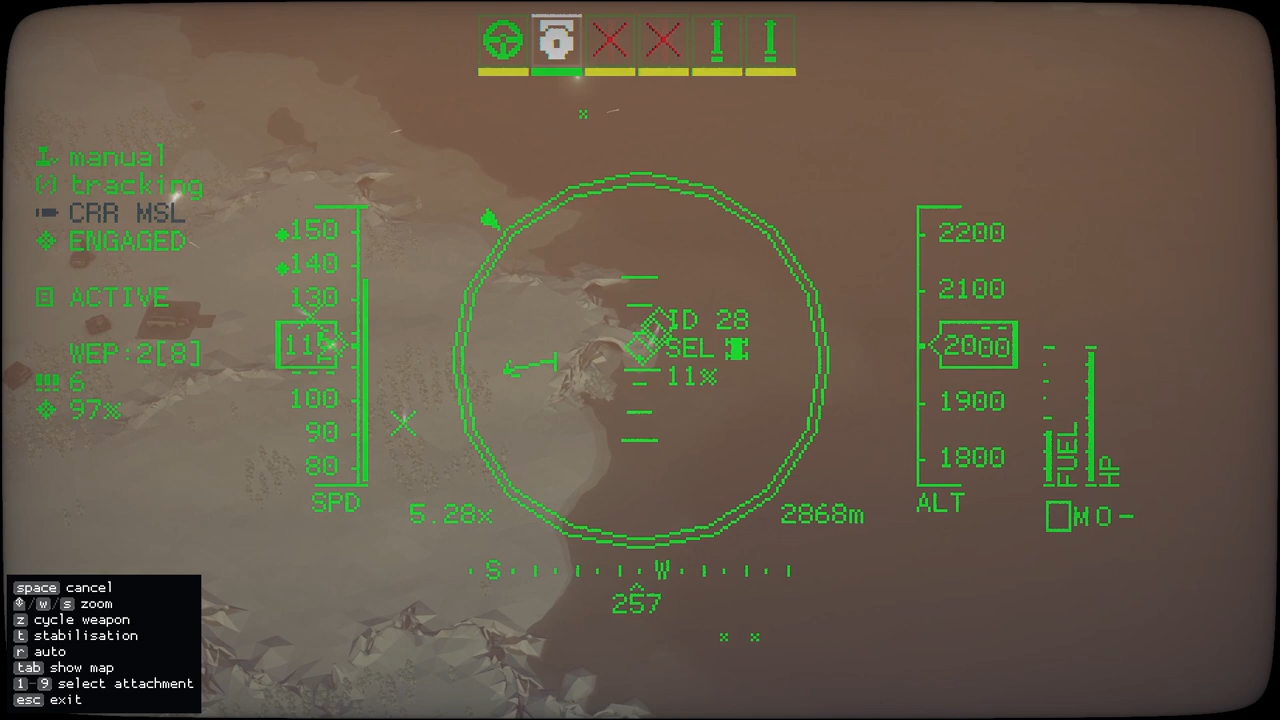 manual
tracking
CRR MSL
ENGAGED
ACTIVE
WEP:2[8]
6
97%
150
140
130
100
90
80
SPD
5.28x
ID 28
SEL
11%
2868m
2200
2100
2000
1900
1800
ALT
FUEL
HP
MO-
S W
257
space cancel
/w/s zoom
z cycle weapon
t stabilisation
r auto
tab show map
1-9 select attachment
esc exit